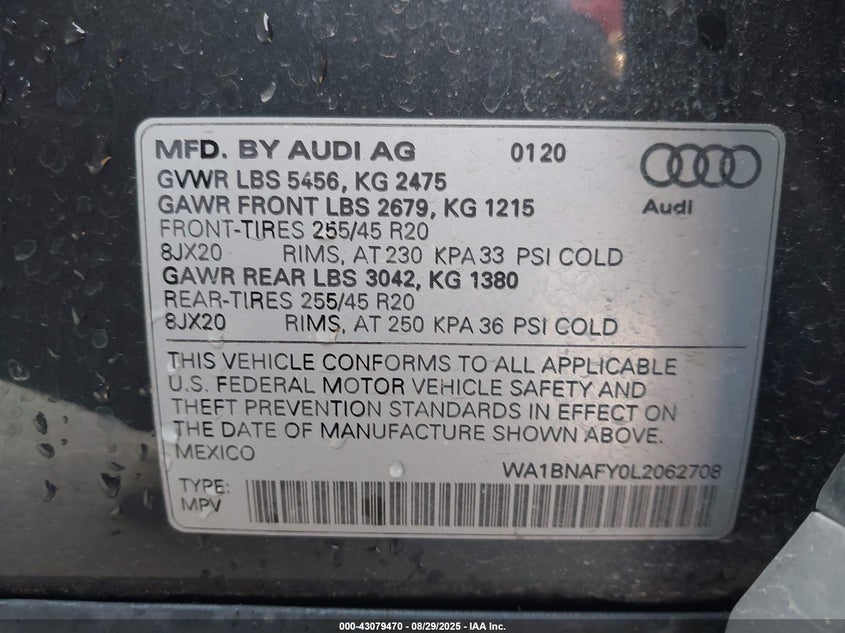 MFD. BY AUDI AG 0120
GVWR LBS 5456, KG 2475
GAWR FRONT LBS 2679, KG 1215
Audi
FRONT-TIRES 255/45 R20
8JX20 RIMS, AT 230 KPA 33 PSI COLD
GAWR REAR LBS 3042, KG 1380
REAR-TIRES 255/45 R20
8JX20 RIMS, AT 250 KPA 36 PSI COLD
THIS VEHICLE CONFORMS TO ALL APPLICABLE
U.S. FEDERAL MOTOR VEHICLE SAFETY AND
THEFT PREVENTION STANDARDS IN EFFECT ON
THE DATE OF MANUFACTURE SHOWN ABOVE.
MEXICO
WA1BNAFY0L2062708
TYPE:
MPV
000-43079470 - 08/29/2025 - IAA Inc.